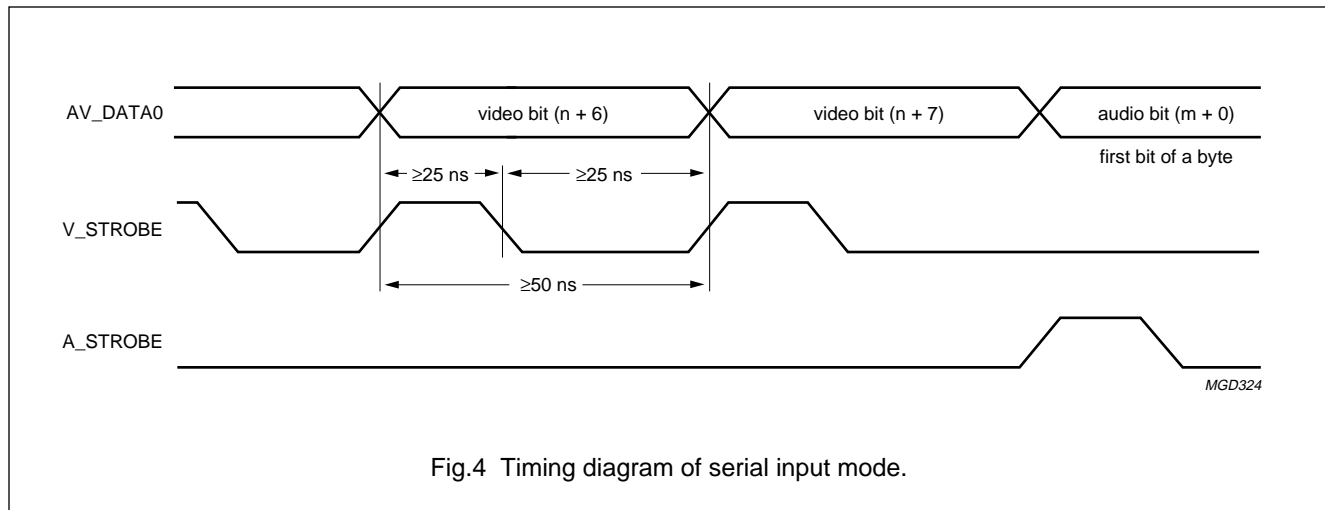 AV_DATA0
video bit (n + 6)
video bit (n + 7)
audio bit (m + 0)
first bit of a byte
≥25 ns
≥25 ns
V_STROBE
≥50 ns
A_STROBE
MGD324
Fig.4 Timing diagram of serial input mode.